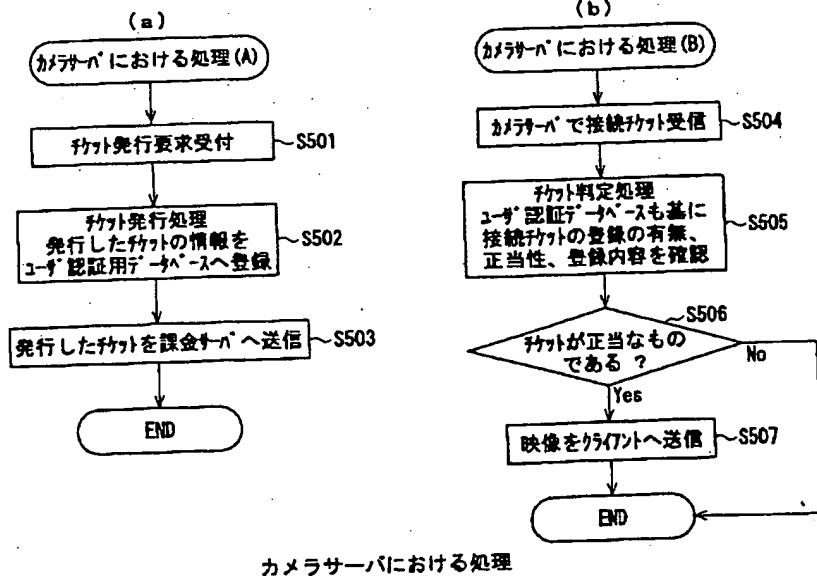 (a)
カメラサーバにおける処理(A)
チケット発行要求受付
S501
チケット発行処理
発行したチケットの情報を
ユーザ認証用データベースへ登録
S502
発行したチケットを課金サーバへ送信
S503
END
(b)
カメラサーバにおける処理(B)
カメラサーバで接続チケット受信
S504
チケット判定処理
ユーザ認証データベースも基に
接続チケットの登録の有無、
正当性、登録内容を確認
S505
チケットが正当なもの
である ?
S506
No
Yes
映像をクライアントへ送信
S507
END
カメラサーバにおける処理